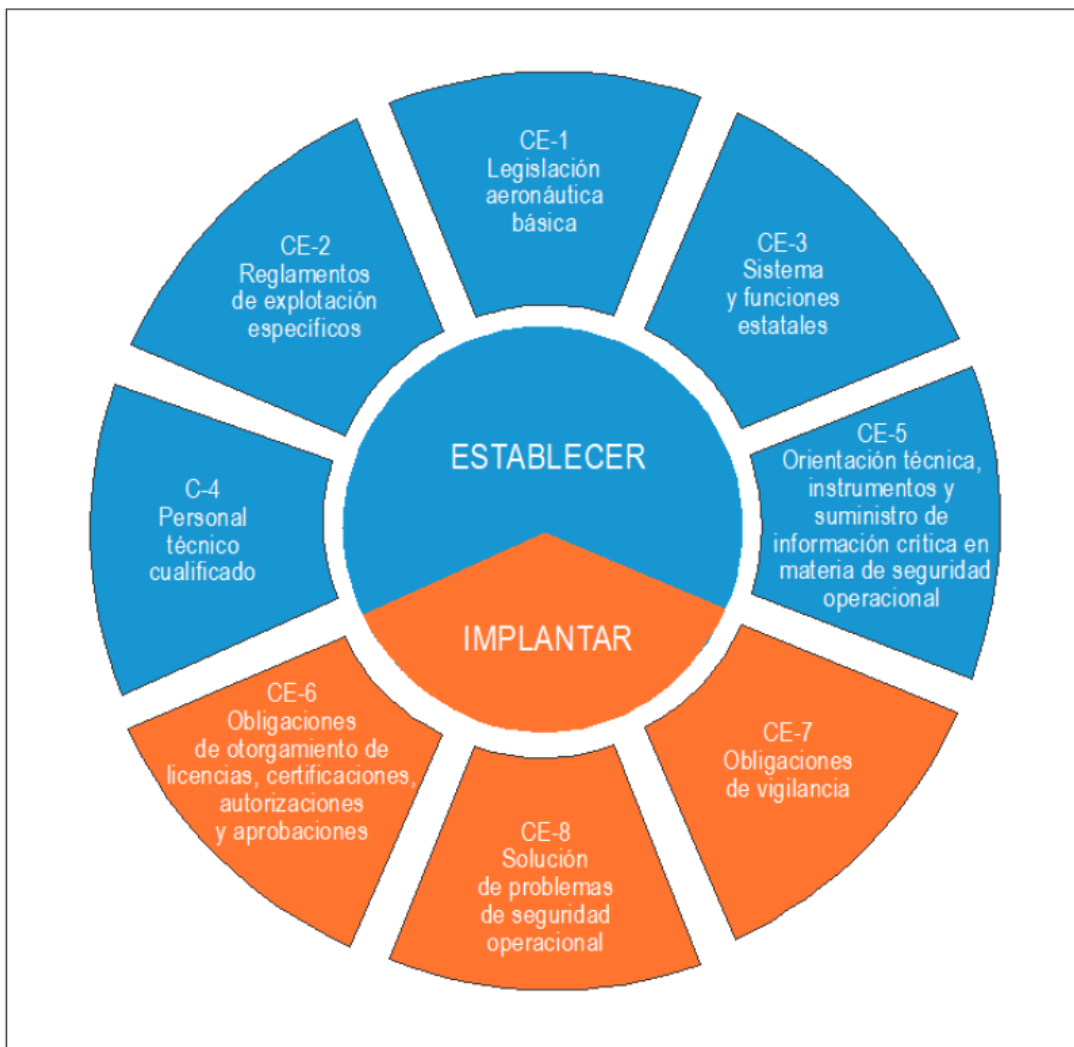 CE-1
Legislación
aeronáutica
básica
CE-2
Reglamentos
de explotación
específicos
CE-3
Sistema
y funciones
estatales
C-4
Personal
técnico
cualificado
CE-5
Orientación técnica,
instrumentos y
suministro de
información critica en
materia de seguridad
operacional
ESTABLECER
IMPLANTAR
CE-6
Obligaciones
de otorgamiento de
licencias, certificaciones,
autorizaciones
y aprobaciones
CE-7
Obligaciones
de vigilancia
CE-8
Solución
de problemas
de seguridad
operacional